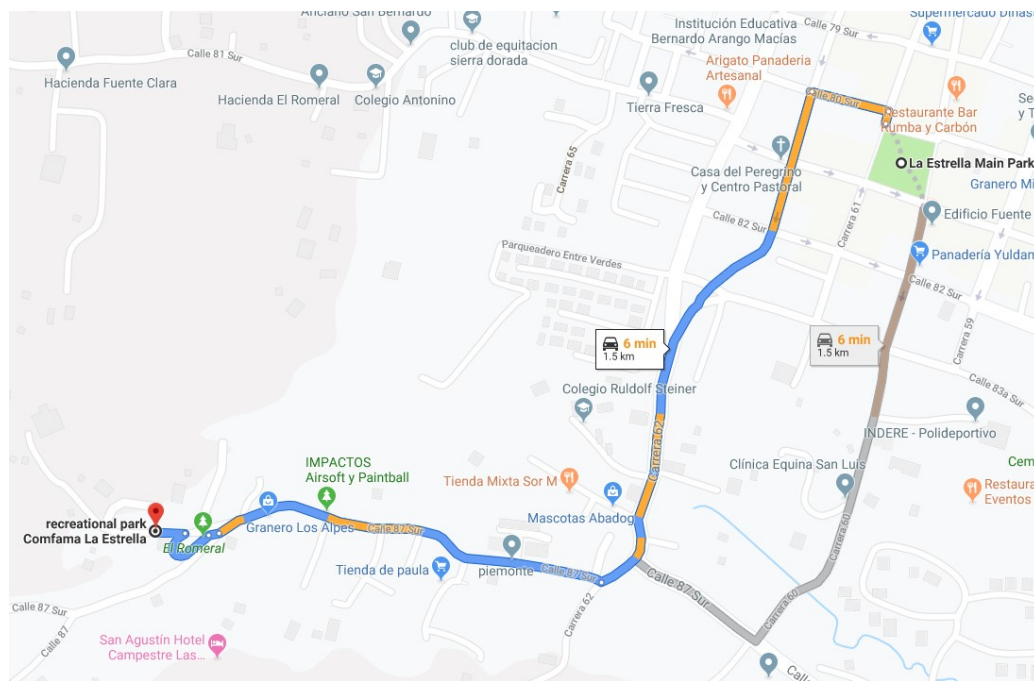 Anciano San Bernardo
Calle 81 Sur
Hacienda Fuente Clara
Hacienda El Romeral
Colegio Antonino
club de equitacion
sierra dorada
Institución Educativa
Bernardo Arango Macías
Calle 79 Sur
Supermercado Dinas
Arigato Panaderia
Artesanal
Tierra Fresca
Calle 80 Sur
Restaurante Bar
Rumba y Carbón
Se
y T
La Estrella Main Park
Granero Mi
Casa del Peregrino
y Centro Pastoral
Carrera 65
Carrera 61
Edificio Fuente
Calle 82 Sur
Panadería Yuldan
Parqueadero Entre Verdes
Calle 82 Sur
Carrera 59
6 min
1.5 km
6 min
1.5 km
Calle 83a Sur
Colegio Ruldolf Steiner
Carrera 62
INDERE - Polideportivo
Clínica Equina San Luis
Cem
IMPACTOS
Airsoft y Paintball
Tienda Mixta Sor M
Restaura
Eventos
Mascotas Abadog
recreational park
Comfama La Estrella
Granero Los Alpes
El Romeral
Calle 87 Sur
Carrera 60
Tienda de paula
piemonte
Calle 87 Sur
Calle 87 Sur
Carrera 62
Carrera 60
Calle 87 Sur
Calle 87
San Agustín Hotel
Campestre Las...
Calle